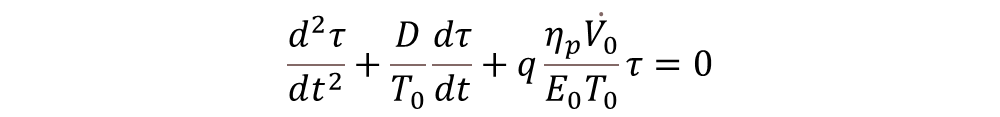 d²τ/dt² + D/T₀ dτ/dt + q η_p V̇₀/E₀T₀ τ = 0